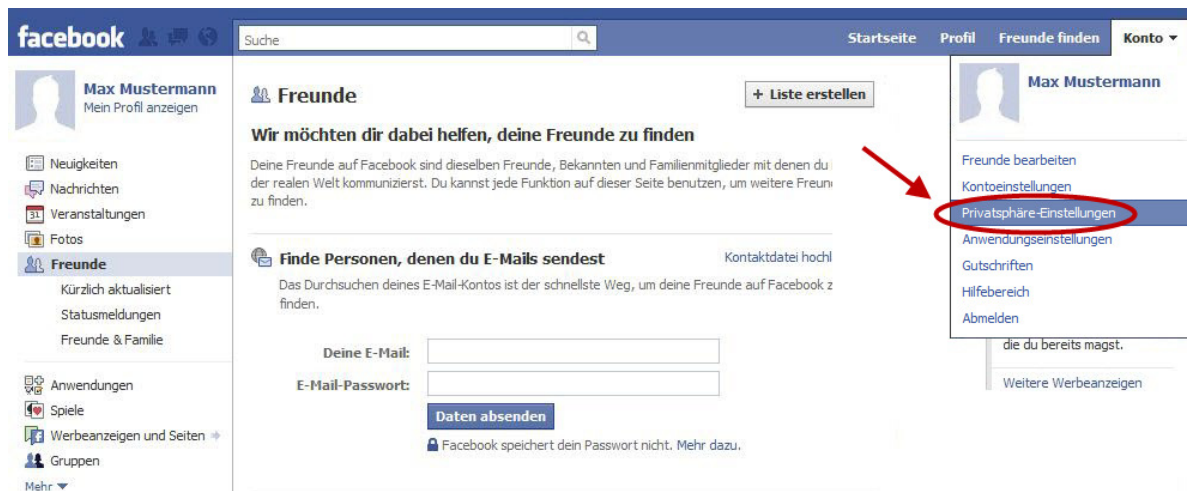 facebook
Suche
Startseite Profil Freunde finden Konto
Max Mustermann
Mein Profil anzeigen
Neuigkeiten
Nachrichten
31 Veranstaltungen
Fotos
Freunde
Kürzlich aktualisiert
Statusmeldungen
Freunde & Familie
Anwendungen
Spiele
Werbeanzeigen und Seiten
Gruppen
Mehr
Freunde
+ Liste erstellen
Wir möchten dir dabei helfen, deine Freunde zu finden
Deine Freunde auf Facebook sind dieselben Freunde, Bekannten und Familienmitglieder mit denen du
der realen Welt kommunizierst. Du kannst jede Funktion auf dieser Seite benutzen, um weitere Freun
zu finden.
Finde Personen, denen du E-Mails sendest
Kontaktdatei hochl
Das Durchsuchen deines E-Mail-Kontos ist der schnellste Weg, um deine Freunde auf Facebook z
finden.
Deine E-Mail:
E-Mail-Passwort:
Daten absenden
Facebook speichert dein Passwort nicht. Mehr dazu.
Max Mustermann
Freunde bearbeiten
Kontoeinstellungen
Privatsphäre-Einstellungen
Anwendungseinstellungen
Gutschriften
Hilfebereich
Abmelden
die du bereits magst.
Weitere Werbeanzeigen